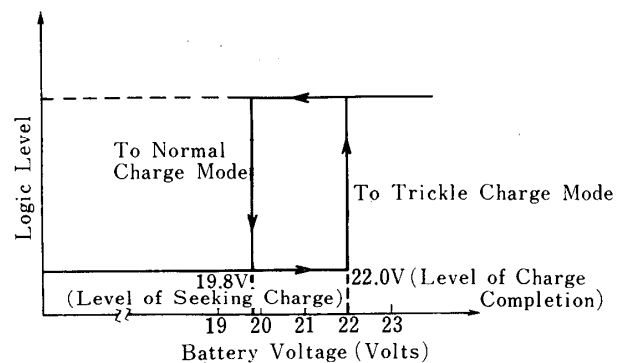 Logic Level
To Normal
Charge Mode
To Trickle Charge Mode
19.8V
22.0V (Level of Charge
Completion)
(Level of Seeking Charge)
19 20 21 22 23
Battery Voltage (Volts)